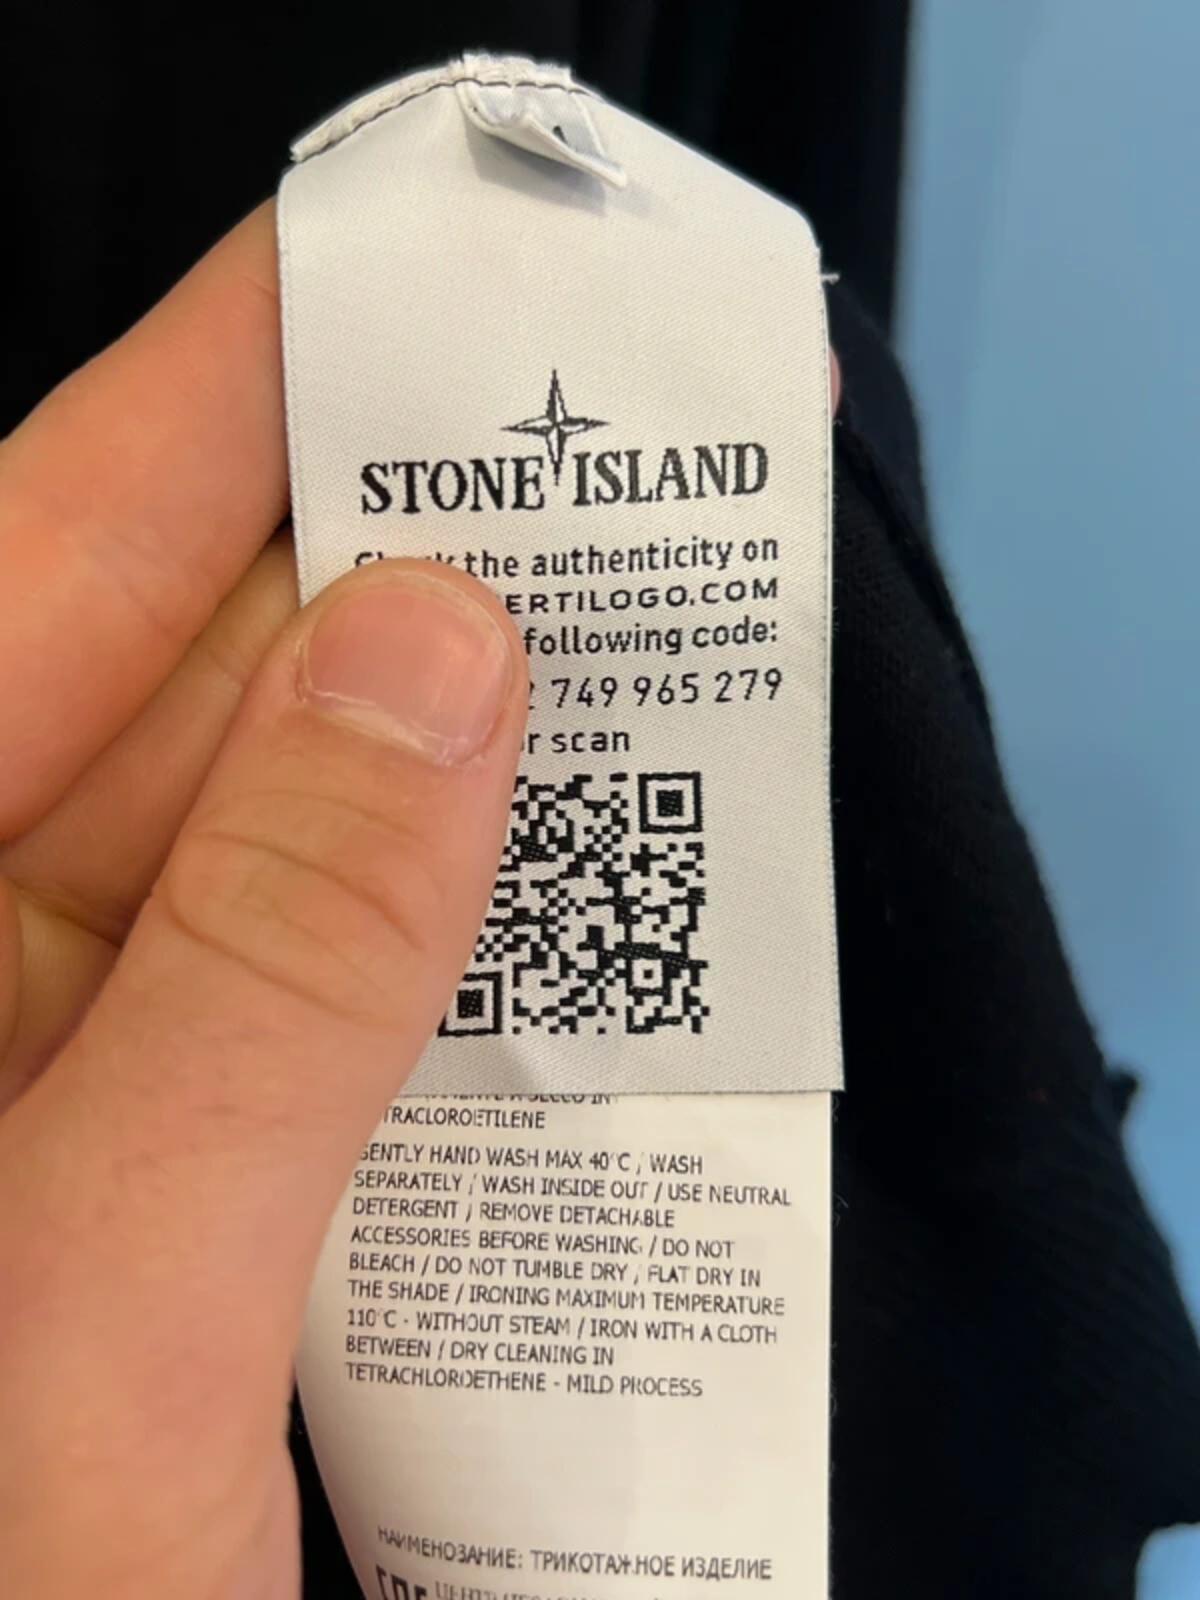 STONE ISLAND
the authenticity on
ERTILOGO.COM
following code:
749 965 279
scan
TRACLOROETILENE
GENTLY HAND WASH MAX 40°C / WASH
SEPARATELY / WASH INSIDE OUT / USE NEUTRAL
DETERGENT / REMOVE DETACHABLE
ACCESSORIES BEFORE WASHING / DO NOT
BLEACH / DO NOT TUMBLE DRY / FLAT DRY IN
THE SHADE / IRONING MAXIMUM TEMPERATURE
110°C - WITHOUT STEAM / IRON WITH A CLOTH
BETWEEN / DRY CLEANING IN
TETRACHLOROETHENE - MILD PROCESS
НАИМЕНОЗАНИЕ: ТРИКОТАЖНОЕ ИЗДЕЛИЕ